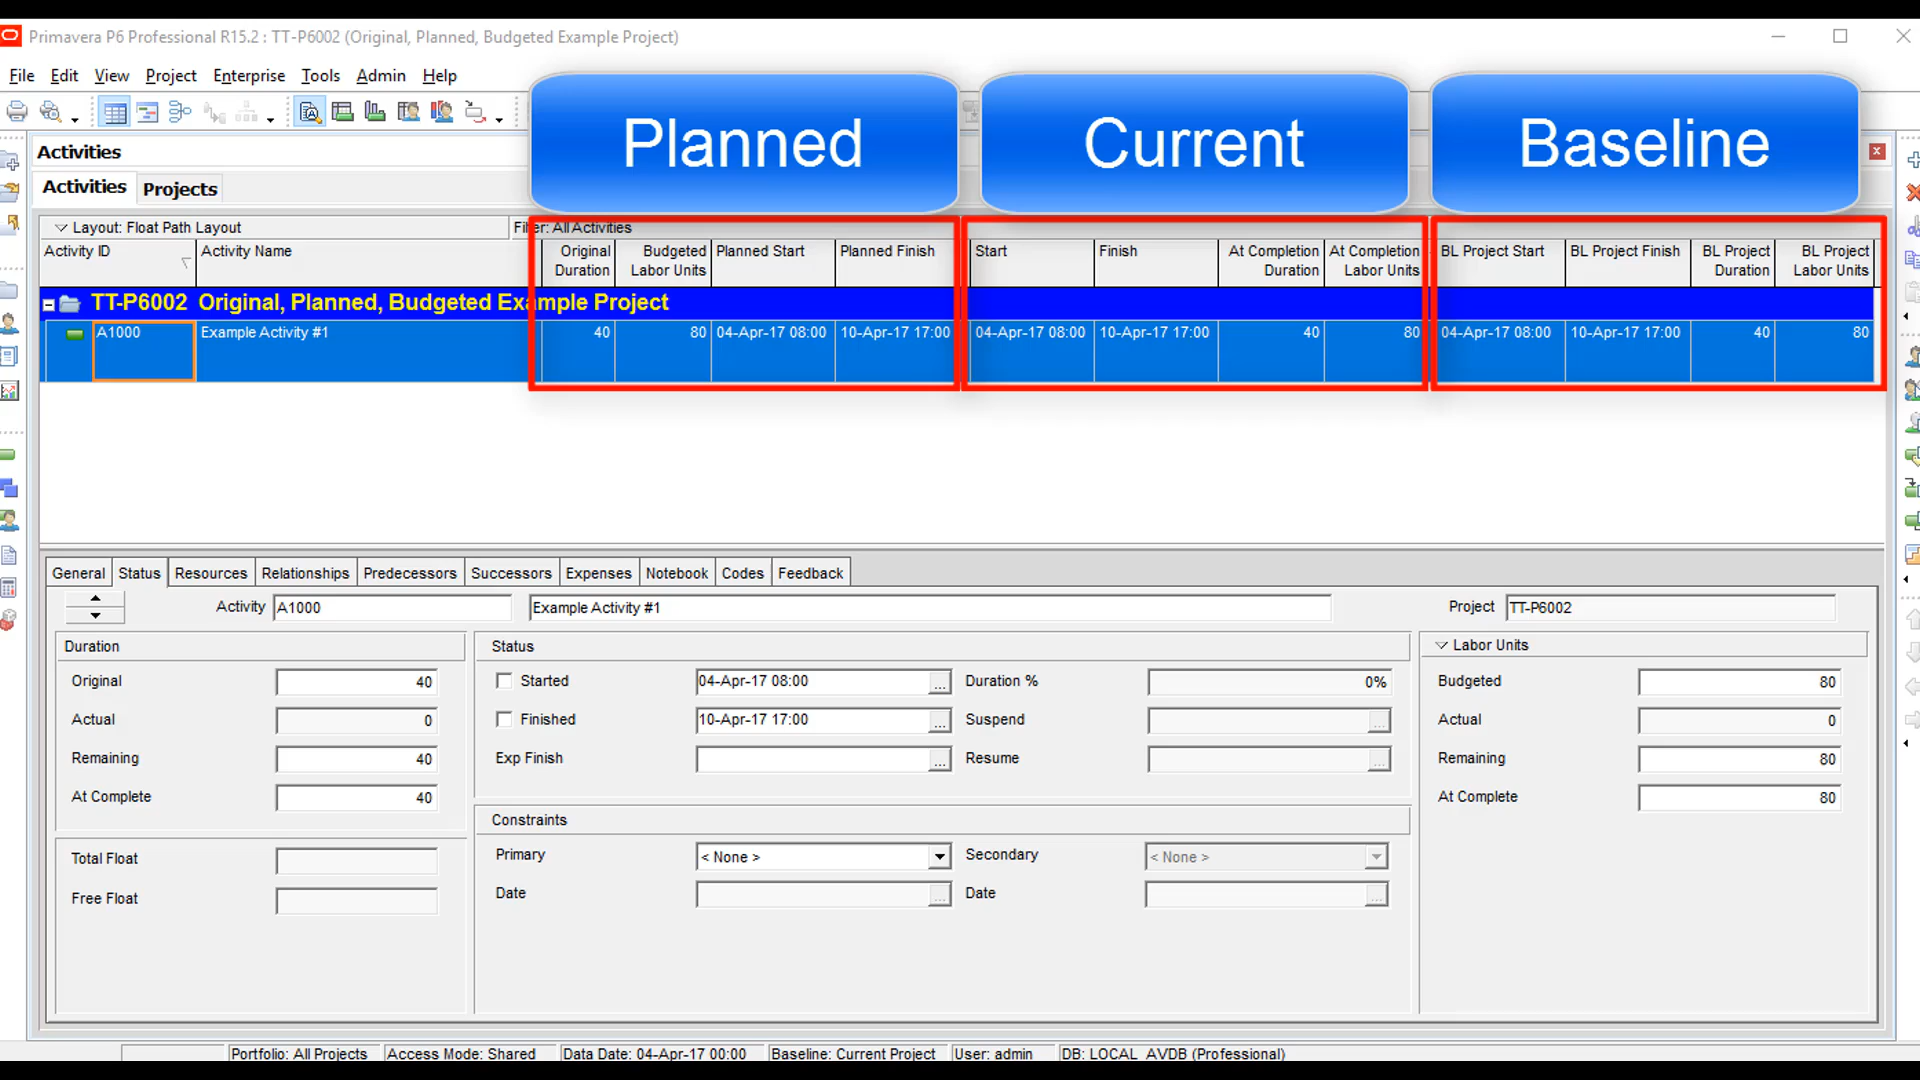 Primavera P6 Professional R15.2 : TT-P6002 (Original, Planned, Budgeted Example Project)
File Edit View Project Enterprise Tools Admin Help
Planned Current Baseline
Activities
Activities Projects
Layout: Float Path Layout Filter: All Activities
Activity ID Activity Name Original Duration Budgeted Labor Units Planned Start Planned Finish Start Finish At Completion Duration At Completion Labor Units BL Project Start BL Project Finish BL Project Duration BL Project Labor Units
TT-P6002 Original, Planned, Budgeted Example Project
A1000 Example Activity #1 40 80 04-Apr-17 08:00 10-Apr-17 17:00 04-Apr-17 08:00 10-Apr-17 17:00 40 80 04-Apr-17 08:00 10-Apr-17 17:00 40 80
General Status Resources Relationships Predecessors Successors Expenses Notebook Codes Feedback
Activity A1000 Example Activity #1 Project TT-P6002
Duration Status Labor Units
Original 40 Started 04-Apr-17 08:00 ... Duration % 0% Budgeted 80
Actual 0 Finished 10-Apr-17 17:00 ... Suspend ... Actual 0
Remaining 40 Exp Finish ... Resume ... Remaining 80
At Complete 40 At Complete 80
Constraints
Total Float Primary < None > Secondary < None >
Free Float Date ... Date ...
Portfolio: All Projects Access Mode: Shared Data Date: 04-Apr-17 00:00 Baseline: Current Project User: admin DB: LOCAL_AVDB (Professional)